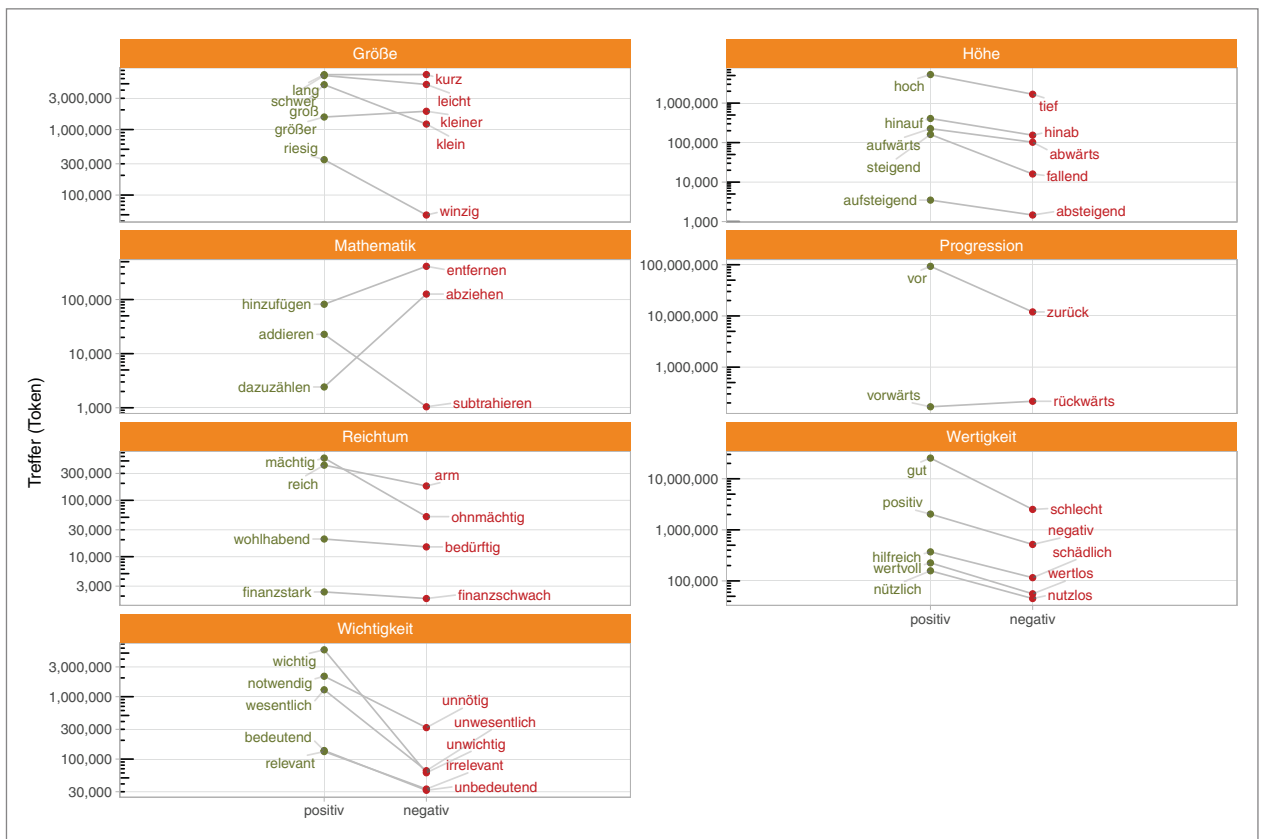 Treffer (Token)
Größe
3,000,000
1,000,000
300,000
100,000
lang
schwer
groß
größer
riesig
kurz
leicht
kleiner
klein
winzig
Höhe
1,000,000
100,000
10,000
1,000
hoch
hinauf
aufwärts
steigend
aufsteigend
tief
hinab
abwärts
fallend
absteigend
Mathematik
100,000
10,000
1,000
hinzufügen
addieren
dazuzählen
entfernen
abziehen
subtrahieren
Progression
100,000,000
10,000,000
1,000,000
vor
vorwärts
zurück
rückwärts
Reichtum
300,000
100,000
30,000
10,000
3,000
mächtig
reich
wohlhabend
finanzstark
arm
ohnmächtig
bedürftig
finanzschwach
Wertigkeit
10,000,000
1,000,000
100,000
gut
positiv
hilfreich
wertvoll
nützlich
schlecht
negativ
schädlich
wertlos
nutzlos
positiv
negativ
Wichtigkeit
3,000,000
1,000,000
300,000
100,000
30,000
wichtig
notwendig
wesentlich
bedeutend
relevant
unnötig
unwesentlich
unwichtig
irrelevant
unbedeutend
positiv
negativ